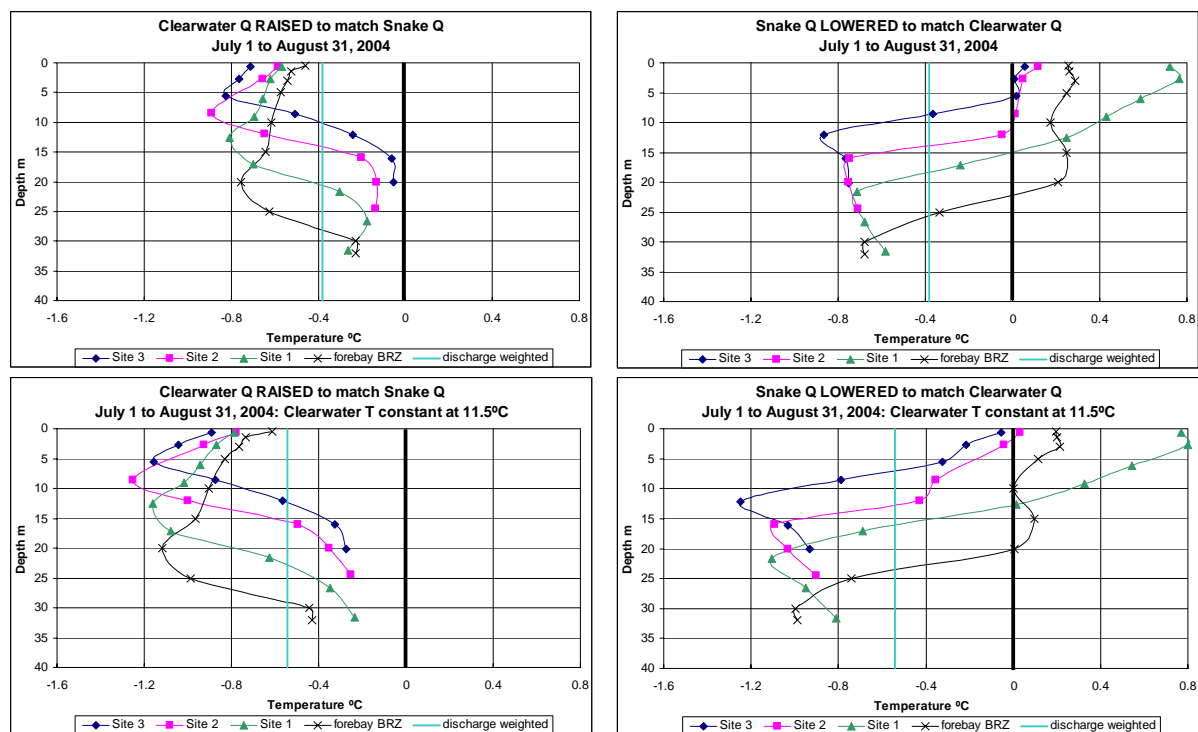 Clearwater Q RAISED to match Snake Q
July 1 to August 31, 2004
0
5
10
15
20
25
30
35
40
Depth m
-1.6
-1.2
-0.8
-0.4
0
0.4
0.8
Temperature ºC
Site 3
Site 2
Site 1
forebay BRZ
discharge weighted
Snake Q LOWERED to match Clearwater Q
July 1 to August 31, 2004
0
5
10
15
20
25
30
35
40
Depth m
-1.6
-1.2
-0.8
-0.4
0
0.4
0.8
Temperature ºC
Site 3
Site 2
Site 1
forebay BRZ
discharge weighted
Clearwater Q RAISED to match Snake Q
July 1 to August 31, 2004: Clearwater T constant at 11.5ºC
0
5
10
15
20
25
30
35
40
Depth m
-1.6
-1.2
-0.8
-0.4
0
0.4
0.8
Temperature ºC
Site 3
Site 2
Site 1
forebay BRZ
discharge weighted
Snake Q LOWERED to match Clearwater Q
July 1 to August 31, 2004: Clearwater T constant at 11.5ºC
0
5
10
15
20
25
30
35
40
Depth m
-1.6
-1.2
-0.8
-0.4
0
0.4
0.8
Temperature ºC
Site 3
Site 2
Site 1
forebay BRZ
discharge weighted